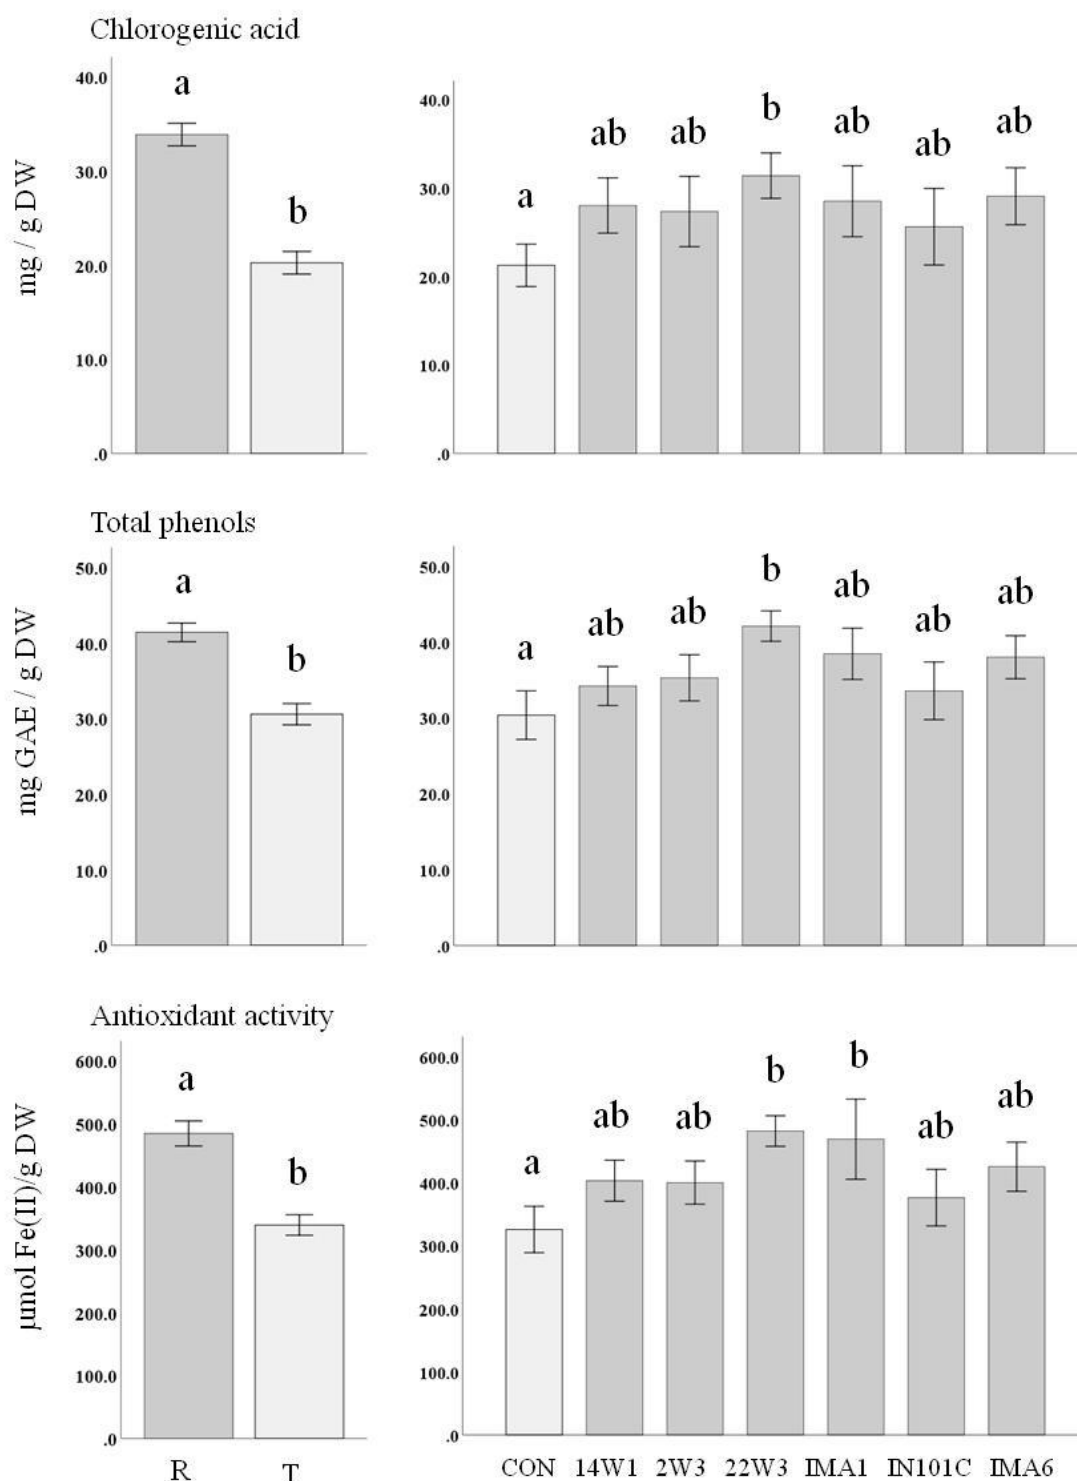 Chlorogenic acid
mg / g DW
40.0
30.0
20.0
10.0
.0
a
b
40.0
30.0
20.0
10.0
.0
a
ab
ab
b
ab
ab
ab
Total phenols
mg GAE / g DW
50.0
40.0
30.0
20.0
10.0
.0
a
b
50.0
40.0
30.0
20.0
10.0
.0
a
ab
ab
b
ab
ab
ab
Antioxidant activity
µmol Fe(II)/g DW
600.0
500.0
400.0
300.0
200.0
100.0
.0
a
b
600.0
500.0
400.0
300.0
200.0
100.0
.0
a
ab
ab
b
b
ab
ab
R T
CON 14W1 2W3 22W3 IMA1 IN101C IMA6